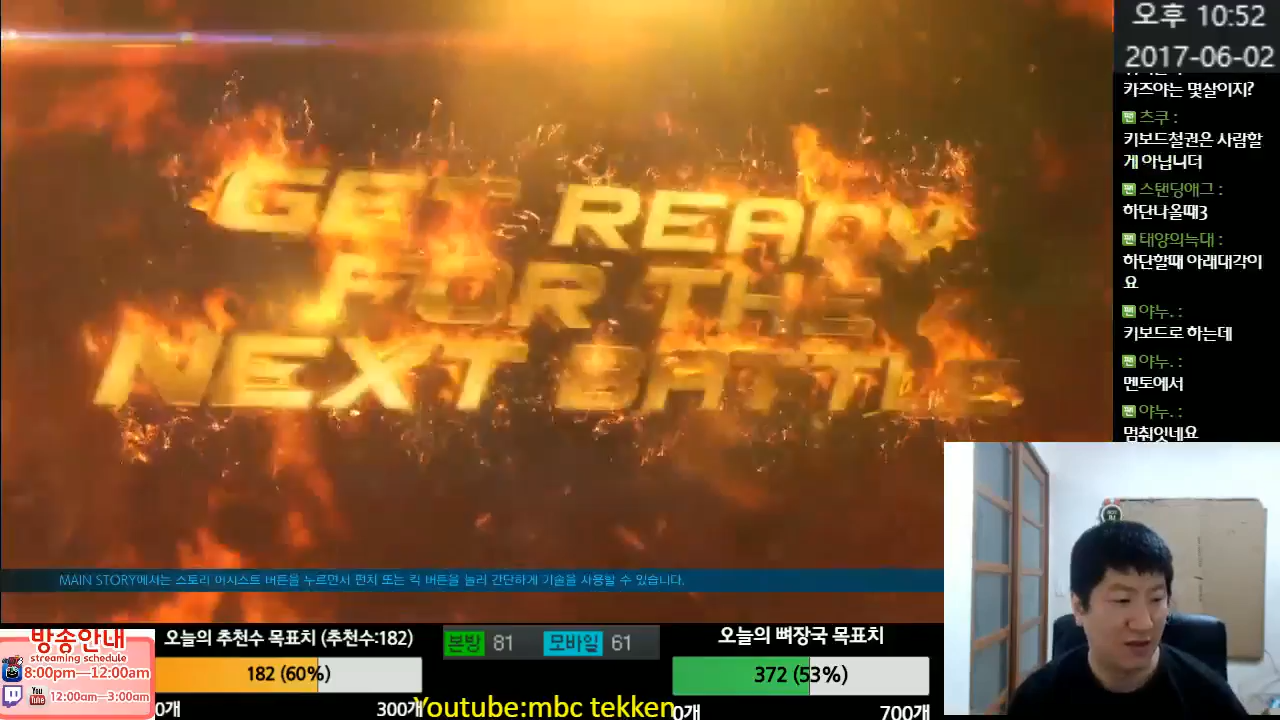 GET READY
FOR THE
NEXT BATTLE
MAIN STORY에서는 스토리 어시스트 버튼을 누르면서 펀치 또는 킥 버튼을 눌러 간단하게 기술을 사용할 수 있습니다.
오후 10:52
2017-06-02
카즈야는 몇살이지?
팬 츠쿠 :
키보드철권은 사람할
게 아닙니더
팬 스탠딩애그 :
하단나올때3
팬 태양의늑대 :
하단할때 아래대각이
요
팬 야누. :
키보드로 하는데
팬 야누. :
멘토에서
팬 야누. :
멈춰잇네요
방송안내
streaming schedule
8:00pm—12:00am
You Tube 12:00am—3:00am
오늘의 추천수 목표치 (추천수:182)
182 (60%)
0개 300개
본방 81 모바일 61
Youtube:mbc tekken
오늘의 뼈장국 목표치
372 (53%)
0개 700개